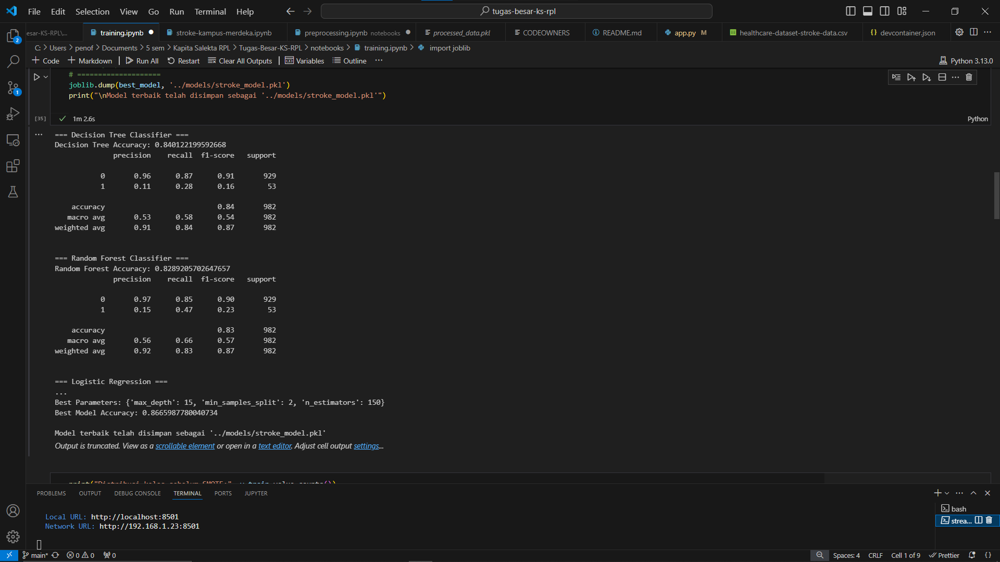 File Edit Selection View Go Run Terminal Help
tugas-besar-ks-rpl
esar-KS-RPL\... training.ipynb stroke-kampus-merdeka.ipynb preprocessing.ipynb notebooks processed_data.pkl CODEOWNERS README.md app.py M healthcare-dataset-stroke-data.csv devcontainer.json
C: > Users > penof > Documents > 5 sem > Kapita Salekta RPL > Tugas-Besar-KS-RPL > notebooks > training.ipynb > import joblib
+ Code + Markdown | Run All Restart Clear All Outputs | Variables Outline ... Python 3.13.0
# ====================
joblib.dump(best_model, '../models/stroke_model.pkl')
print("\nModel terbaik telah disimpan sebagai '../models/stroke_model.pkl'")
[35] 1m 2.6s Python
=== Decision Tree Classifier ===
Decision Tree Accuracy: 0.840122199592668
precision recall f1-score support
0 0.96 0.87 0.91 929
1 0.11 0.28 0.16 53
accuracy 0.84 982
macro avg 0.53 0.58 0.54 982
weighted avg 0.91 0.84 0.87 982
=== Random Forest Classifier ===
Random Forest Accuracy: 0.8289205702647657
precision recall f1-score support
0 0.97 0.85 0.90 929
1 0.15 0.47 0.23 53
accuracy 0.83 982
macro avg 0.56 0.66 0.57 982
weighted avg 0.92 0.83 0.87 982
=== Logistic Regression ===
...
Best Parameters: {'max_depth': 15, 'min_samples_split': 2, 'n_estimators': 150}
Best Model Accuracy: 0.8665987780040734
Model terbaik telah disimpan sebagai '../models/stroke_model.pkl'
Output is truncated. View as a scrollable element or open in a text editor. Adjust cell output settings...
print("Distribusi kelas sebelum SMOTE:", y_train.value_counts())
PROBLEMS OUTPUT DEBUG CONSOLE TERMINAL PORTS JUPYTER
Local URL: http://localhost:8501
Network URL: http://192.168.1.23:8501
bash
strea...
main* 0 0 0 Spaces: 4 CRLF Cell 1 of 9 Prettier
2
1